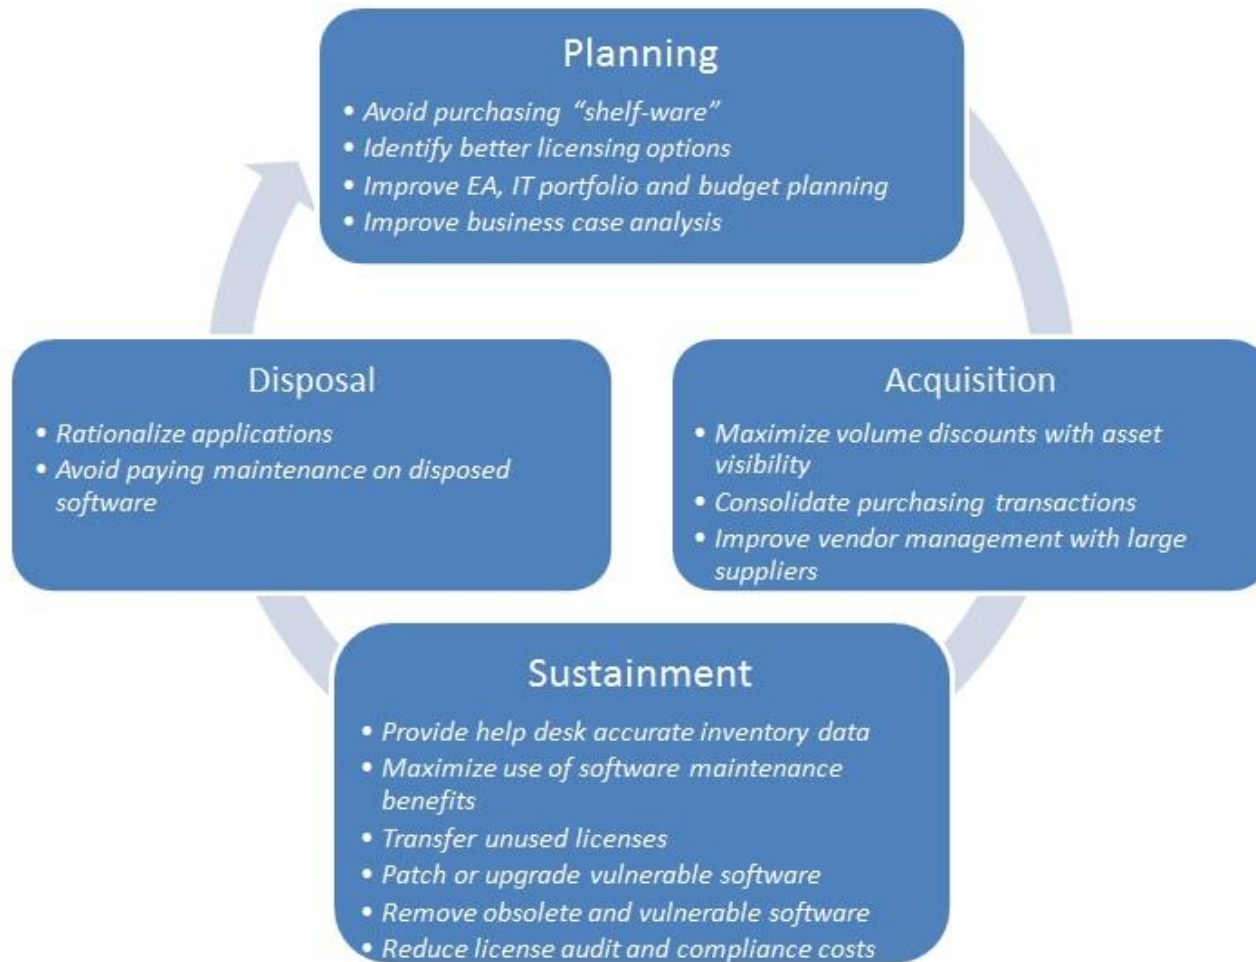 Planning
• Avoid purchasing “shelf-ware”
• Identify better licensing options
• Improve EA, IT portfolio and budget planning
• Improve business case analysis
Disposal
• Rationalize applications
• Avoid paying maintenance on disposed
software
Acquisition
• Maximize volume discounts with asset
visibility
• Consolidate purchasing transactions
• Improve vendor management with large
suppliers
Sustainment
• Provide help desk accurate inventory data
• Maximize use of software maintenance
benefits
• Transfer unused licenses
• Patch or upgrade vulnerable software
• Remove obsolete and vulnerable software
• Reduce license audit and compliance costs